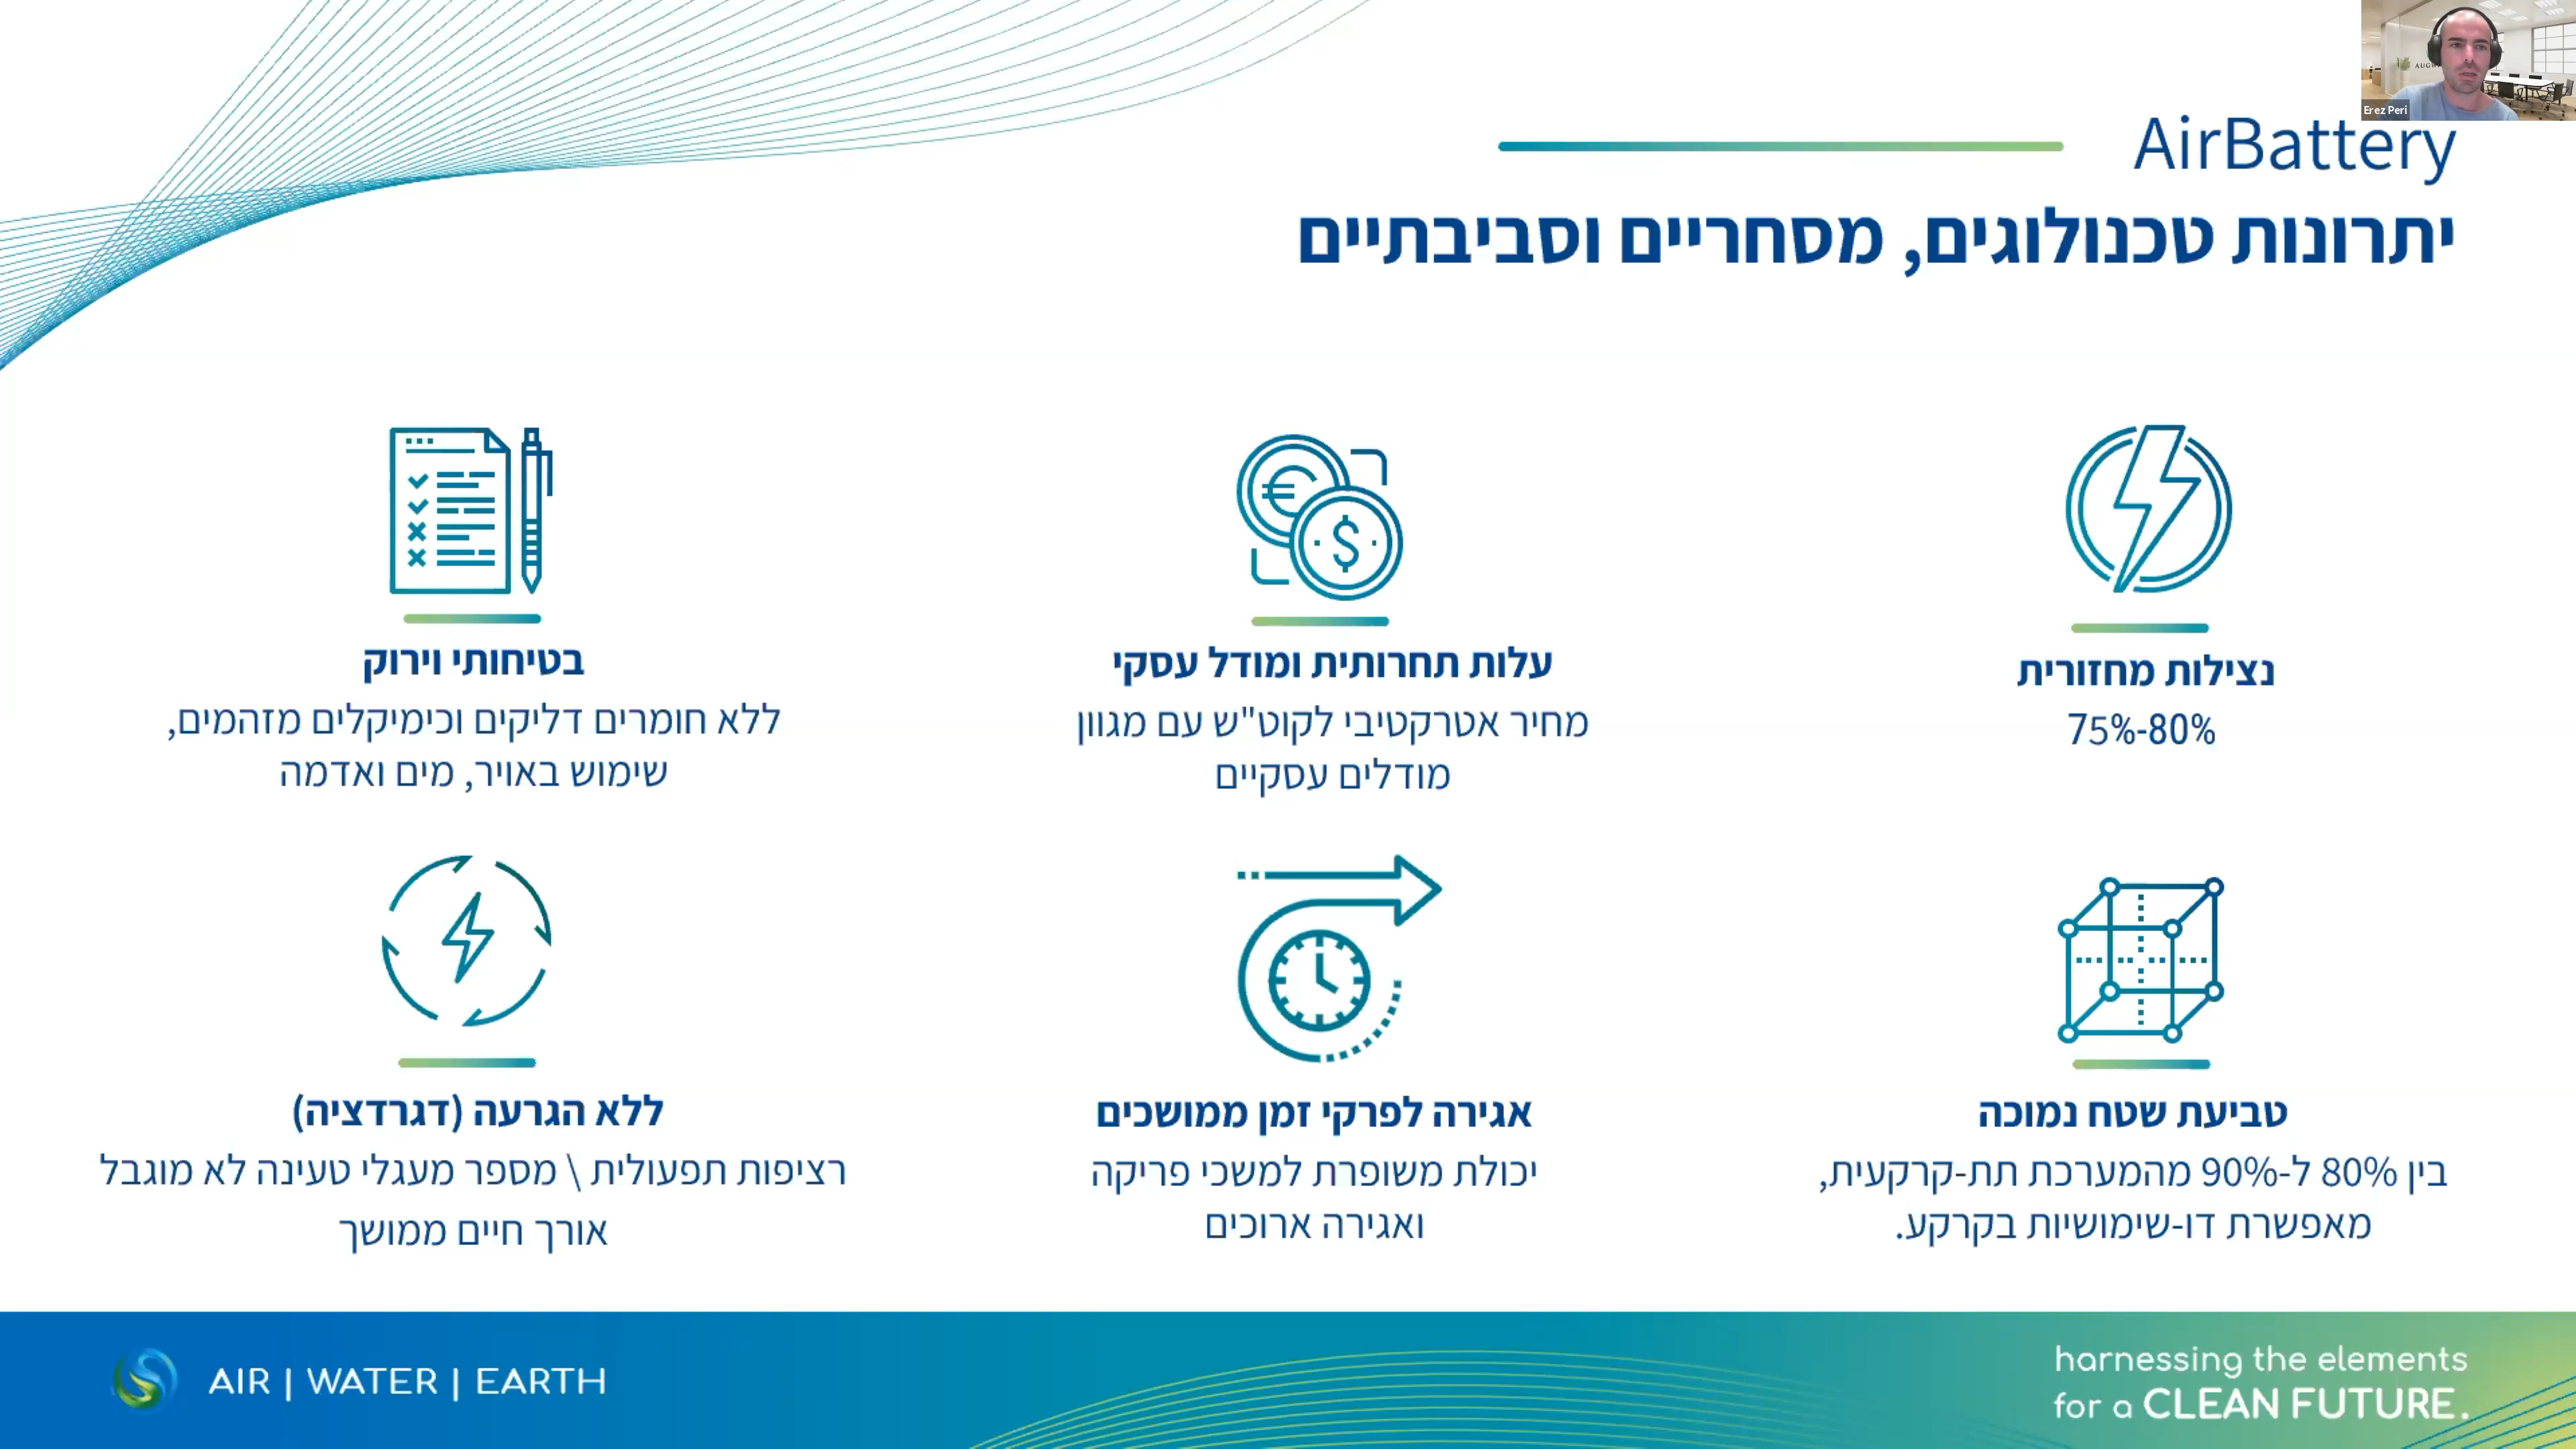 Erez Peri
AirBattery
יתרונות טכנולוגים, מסחריים וסביבתיים
נצילות מחזורית
75%-80%
עלות תחרותית ומודל עסקי
מחיר אטרקטיבי לקוט"ש עם מגוון
מודלים עסקיים
בטיחותי וירוק
ללא חומרים דליקים וכימיקלים מזהמים,
שימוש באויר, מים ואדמה
טביעת שטח נמוכה
בין 80% ל-90% מהמערכת תת-קרקעית,
מאפשרת דו-שימושיות בקרקע.
אגירה לפרקי זמן ממושכים
יכולת משופרת למשכי פריקה
ואגירה ארוכים
ללא הגרעה (דגרדציה)
רציפות תפעולית \ מספר מעגלי טעינה לא מוגבל
אורך חיים ממושך
AIR | WATER | EARTH
harnessing the elements
for a CLEAN FUTURE.